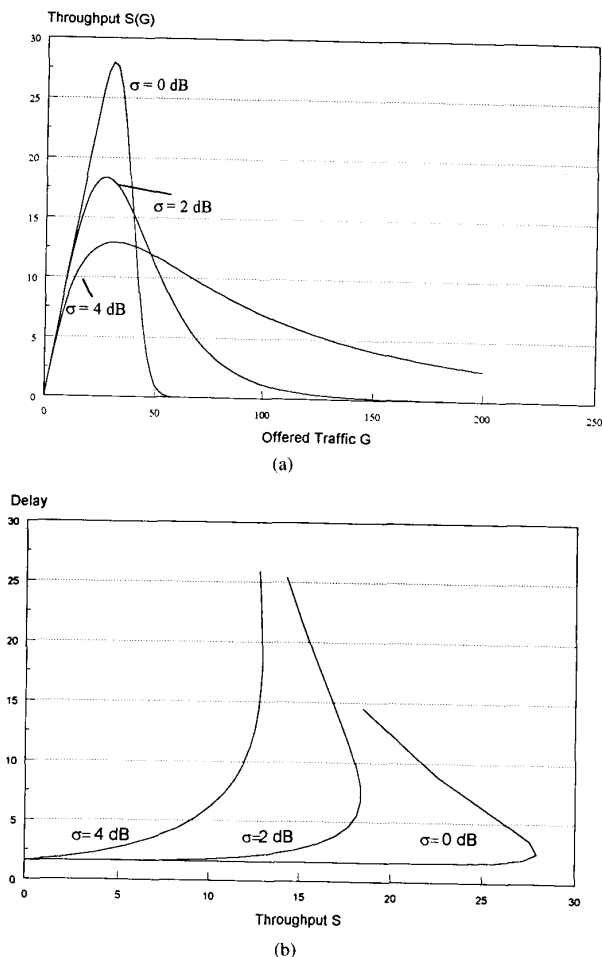 Throughput S(G)
30
25
20
15
10
5
0
σ = 0 dB
σ = 2 dB
σ = 4 dB
0 50 100 150 200 250
Offered Traffic G
(a)
Delay
30
25
20
15
10
5
0
σ= 4 dB
σ= 2 dB
σ= 0 dB
0 5 10 15 20 25 30
Throughput S
(b)